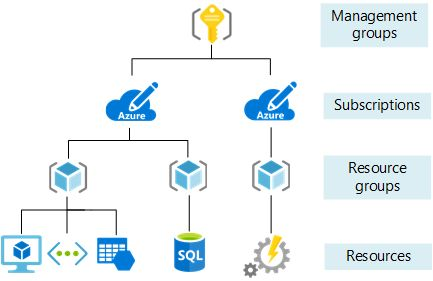 Management
groups
Azure
Azure
Subscriptions
Resource
groups
SQL
Resources